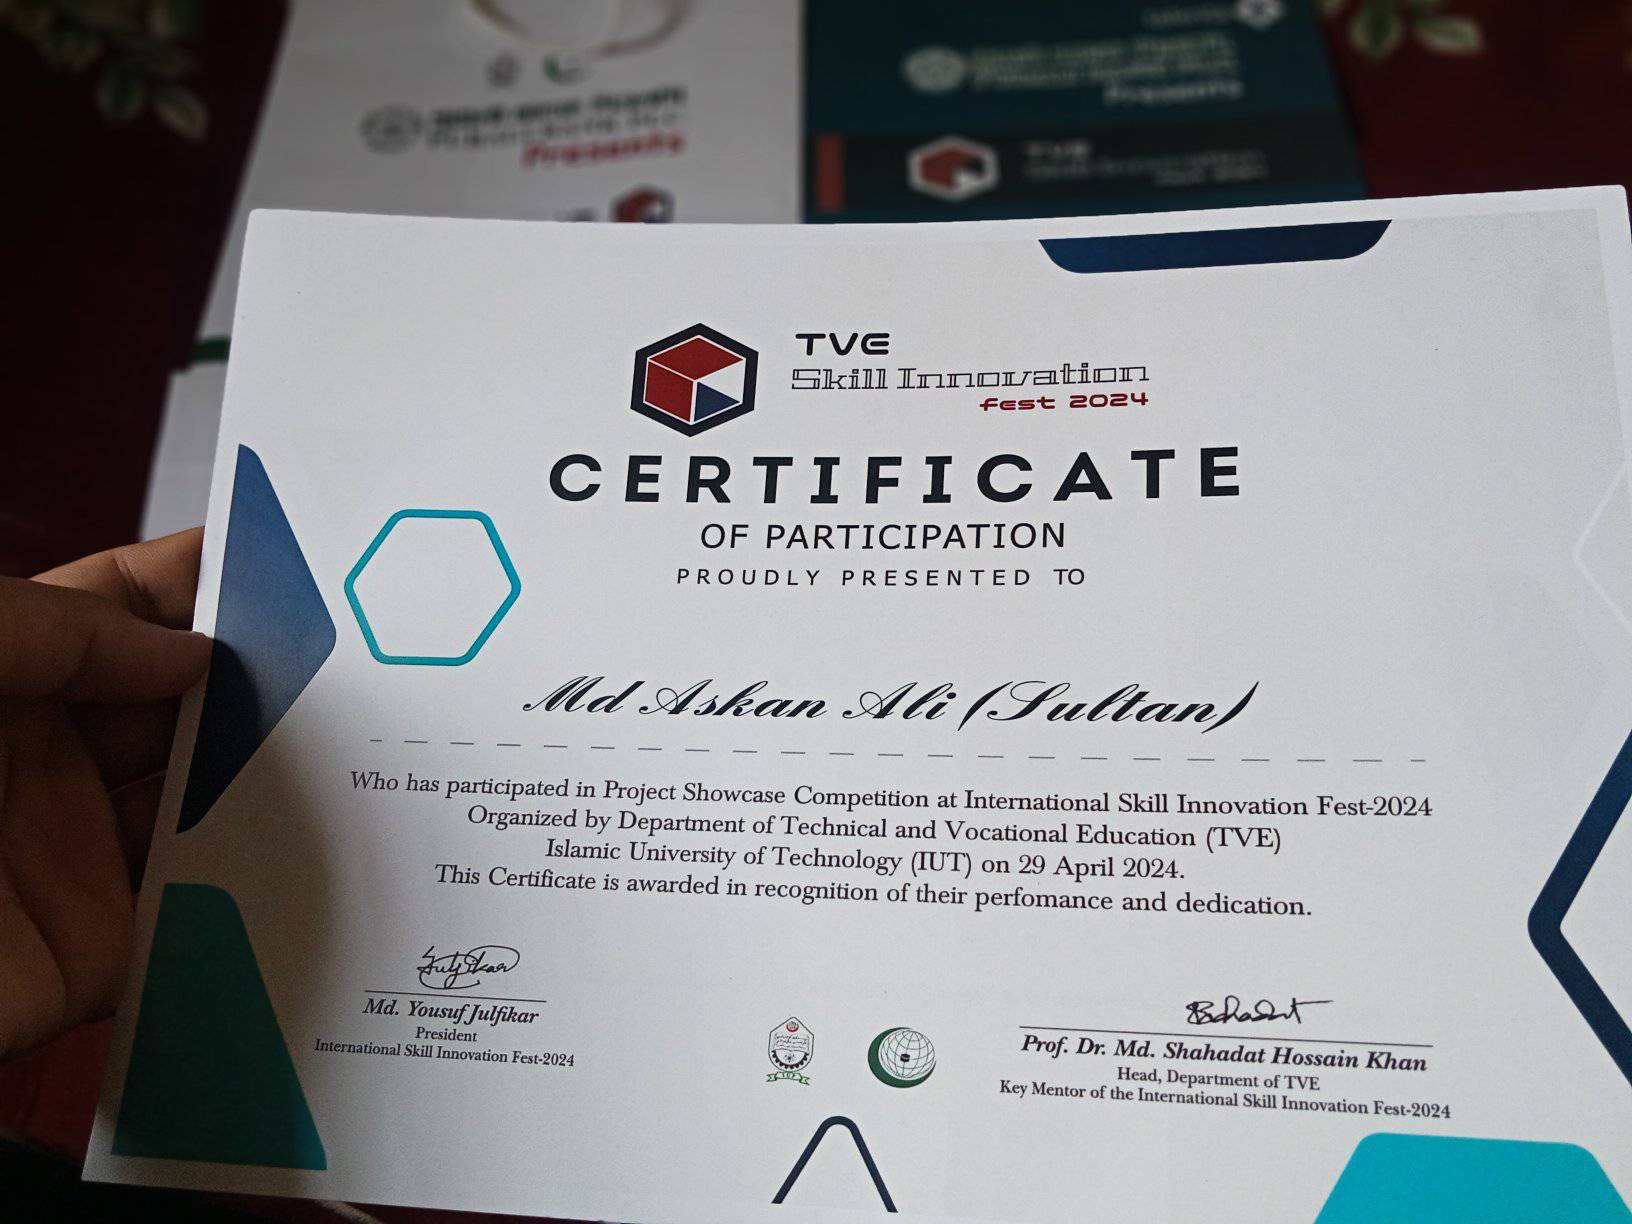 Presents
Presents
TVE
TVE
Skill Innovation
fest 2024
CERTIFICATE
OF PARTICIPATION
PROUDLY PRESENTED TO
Md Askan Ali (Sultan)
Who has participated in Project Showcase Competition at International Skill Innovation Fest-2024
Organized by Department of Technical and Vocational Education (TVE)
Islamic University of Technology (IUT) on 29 April 2024.
This Certificate is awarded in recognition of their perfomance and dedication.
Md. Yousuf Julfikar
President
International Skill Innovation Fest-2024
Prof. Dr. Md. Shahadat Hossain Khan
Head, Department of TVE
Key Mentor of the International Skill Innovation Fest-2024